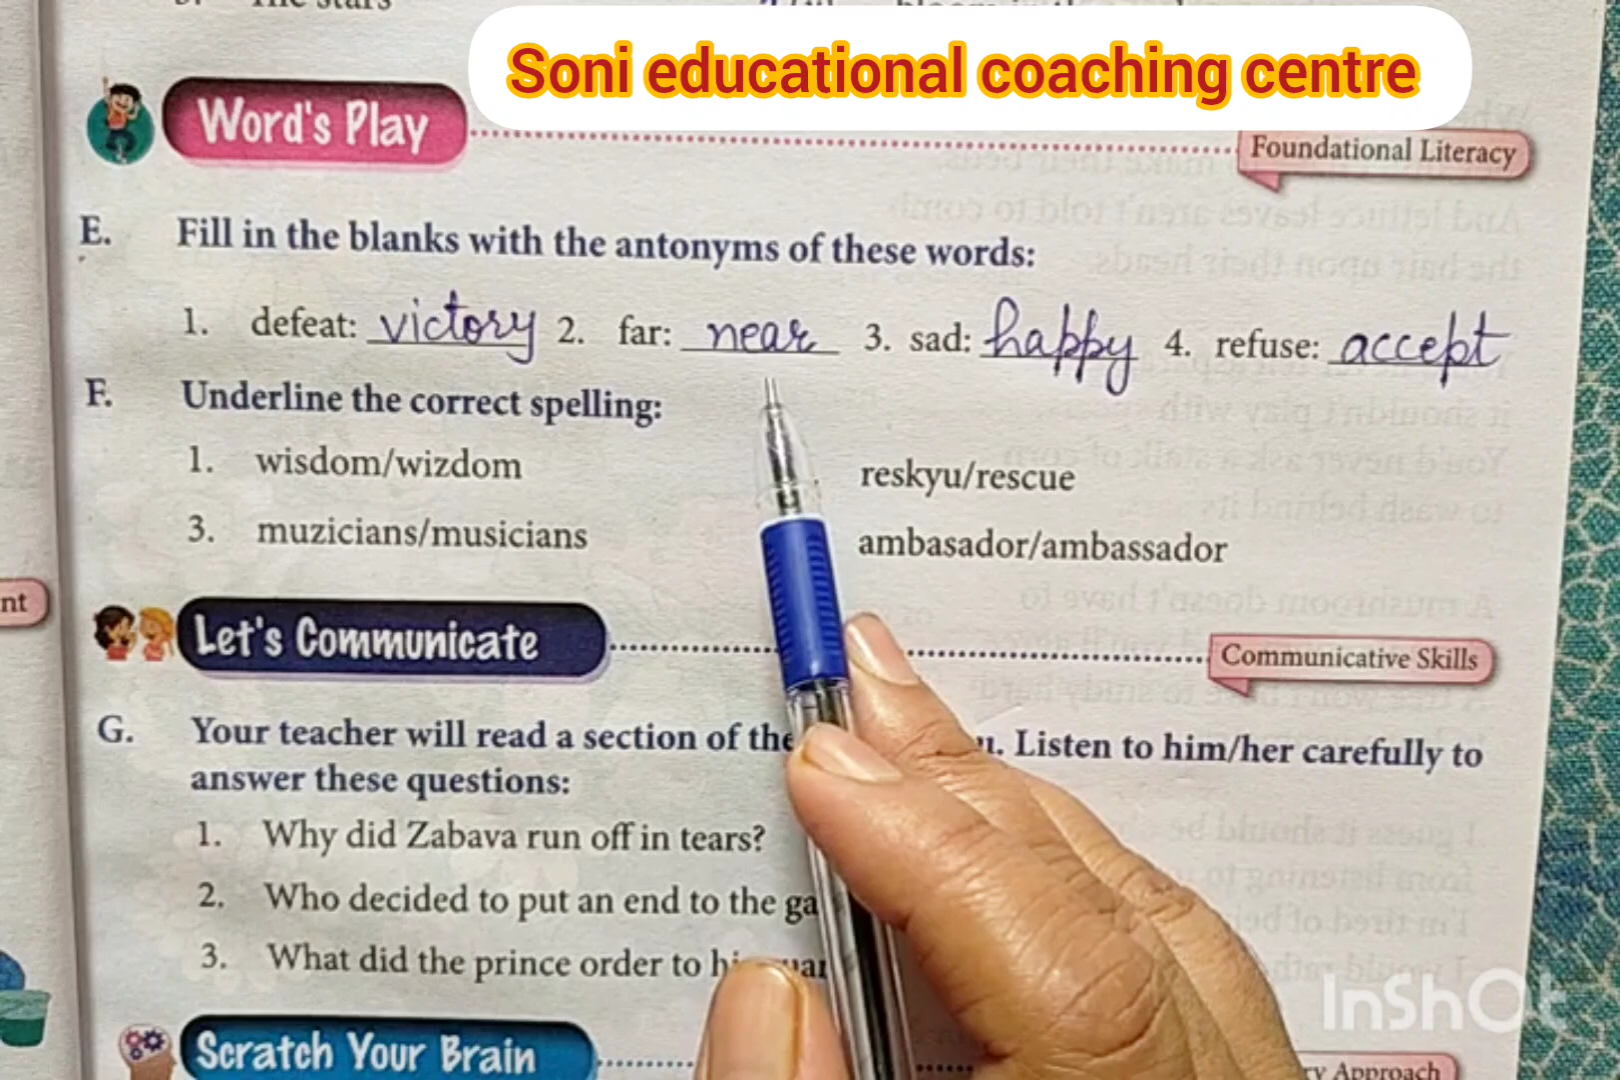 Soni educational coaching centre
Word's Play
Foundational Literacy
E. Fill in the blanks with the antonyms of these words:
1. defeat: victory 2. far: near 3. sad: happy 4. refuse: accept
F. Underline the correct spelling:
1. wisdom/wizdom reskyu/rescue
3. muzicians/musicians ambasador/ambassador
nt
Let's Communicate
Communicative Skills
G. Your teacher will read a section of the u. Listen to him/her carefully to
answer these questions:
1. Why did Zabava run off in tears?
2. Who decided to put an end to the ga
3. What did the prince order to
InShOt
Scratch Your Brain
ry Approach